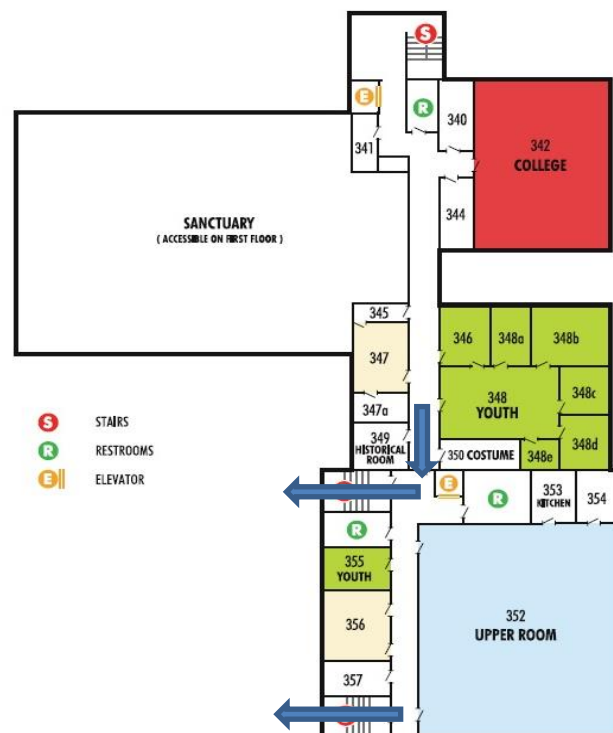 S
E
R
340
341
342
COLLEGE
344
SANCTUARY
( ACCESSIBLE ON FIRST FLOOR )
345
346
348a
348b
347
348
YOUTH
348c
347a
S STAIRS
R RESTROOMS
E ELEVATOR
349
HISTORICAL
ROOM
350 COSTUME
348e
348d
E
R
353
KITCHEN
354
R
355
YOUTH
356
352
UPPER ROOM
357